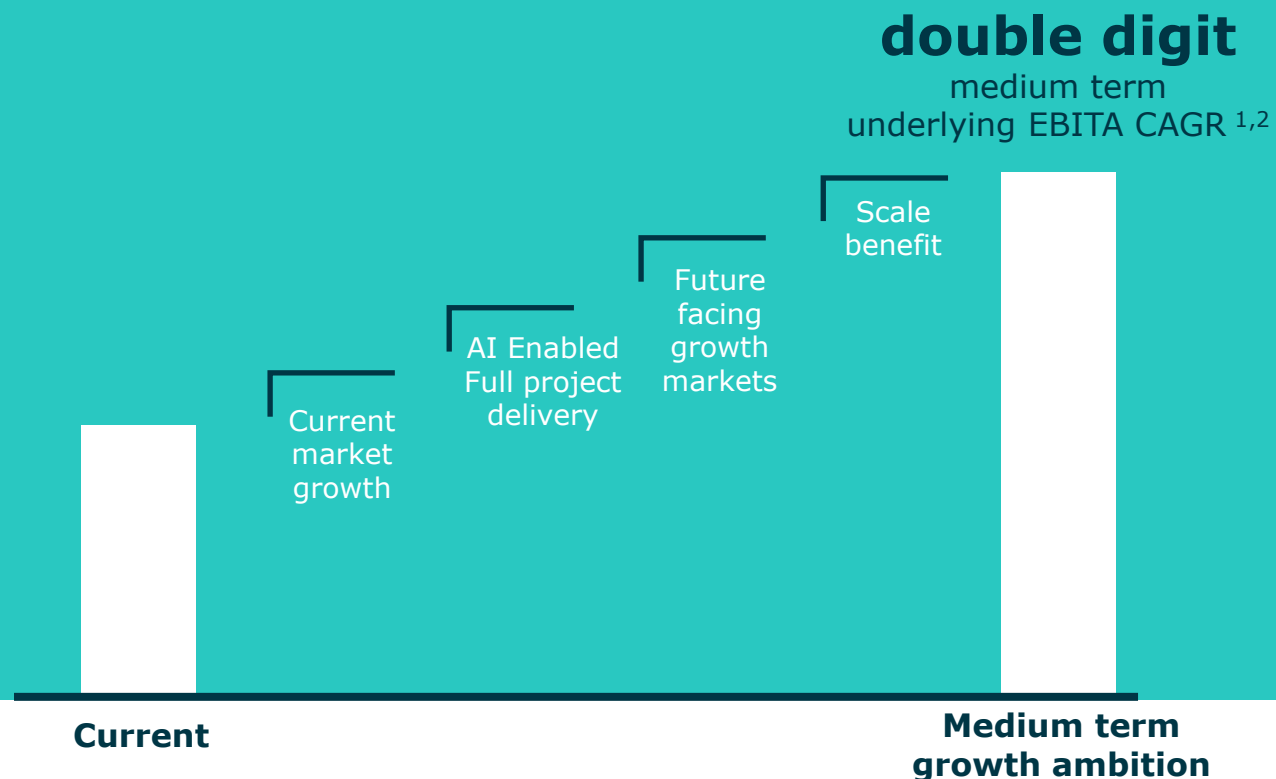 double digit
medium term
underlying EBITA CAGR 1,2
Scale
benefit
Future
facing
growth
markets
AI Enabled
Full project
delivery
Current
market
growth
Current
Medium term
growth ambition